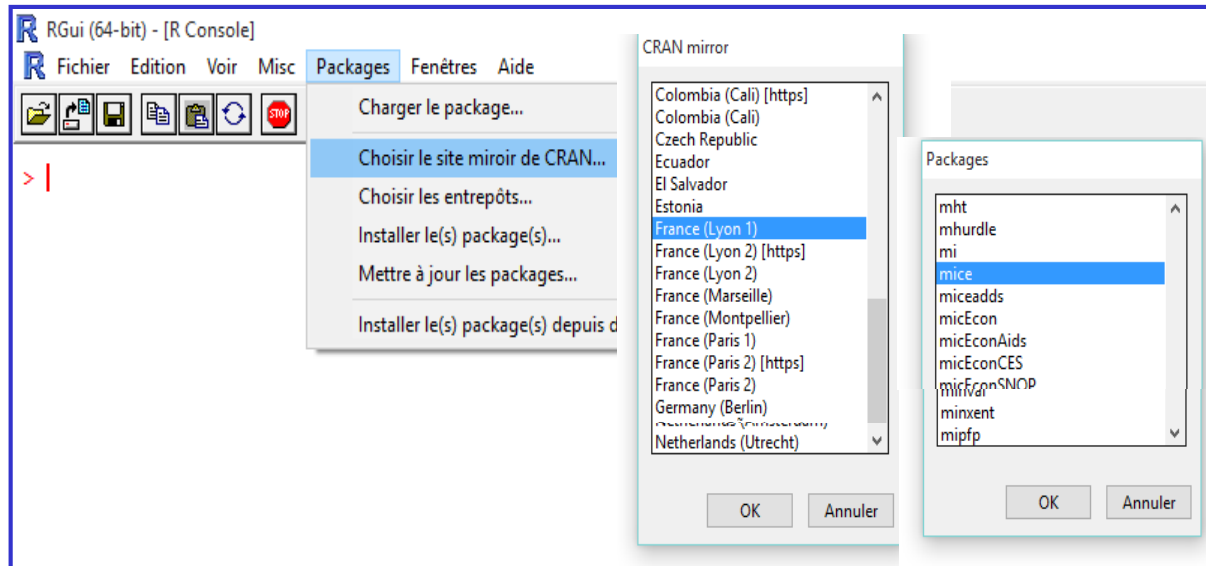 RGui (64-bit) - [R Console]
Fichier Edition Voir Misc Packages Fenêtres Aide
STOP
>
Charger le package...
Choisir le site miroir de CRAN...
Choisir les entrepôts...
Installer le(s) package(s)...
Mettre à jour les packages...
Installer le(s) package(s) depuis d
CRAN mirror
Colombia (Cali) [https]
Colombia (Cali)
Czech Republic
Ecuador
El Salvador
Estonia
France (Lyon 1)
France (Lyon 2) [https]
France (Lyon 2)
France (Marseille)
France (Montpellier)
France (Paris 1)
France (Paris 2) [https]
France (Paris 2)
Germany (Berlin)
Netherlands (Amsterdam)
Netherlands (Utrecht)
OK Annuler
Packages
mht
mhurdle
mi
mice
miceadds
micEcon
micEconAids
micEconCES
micEconSNQP
minxent
mipfp
OK Annuler